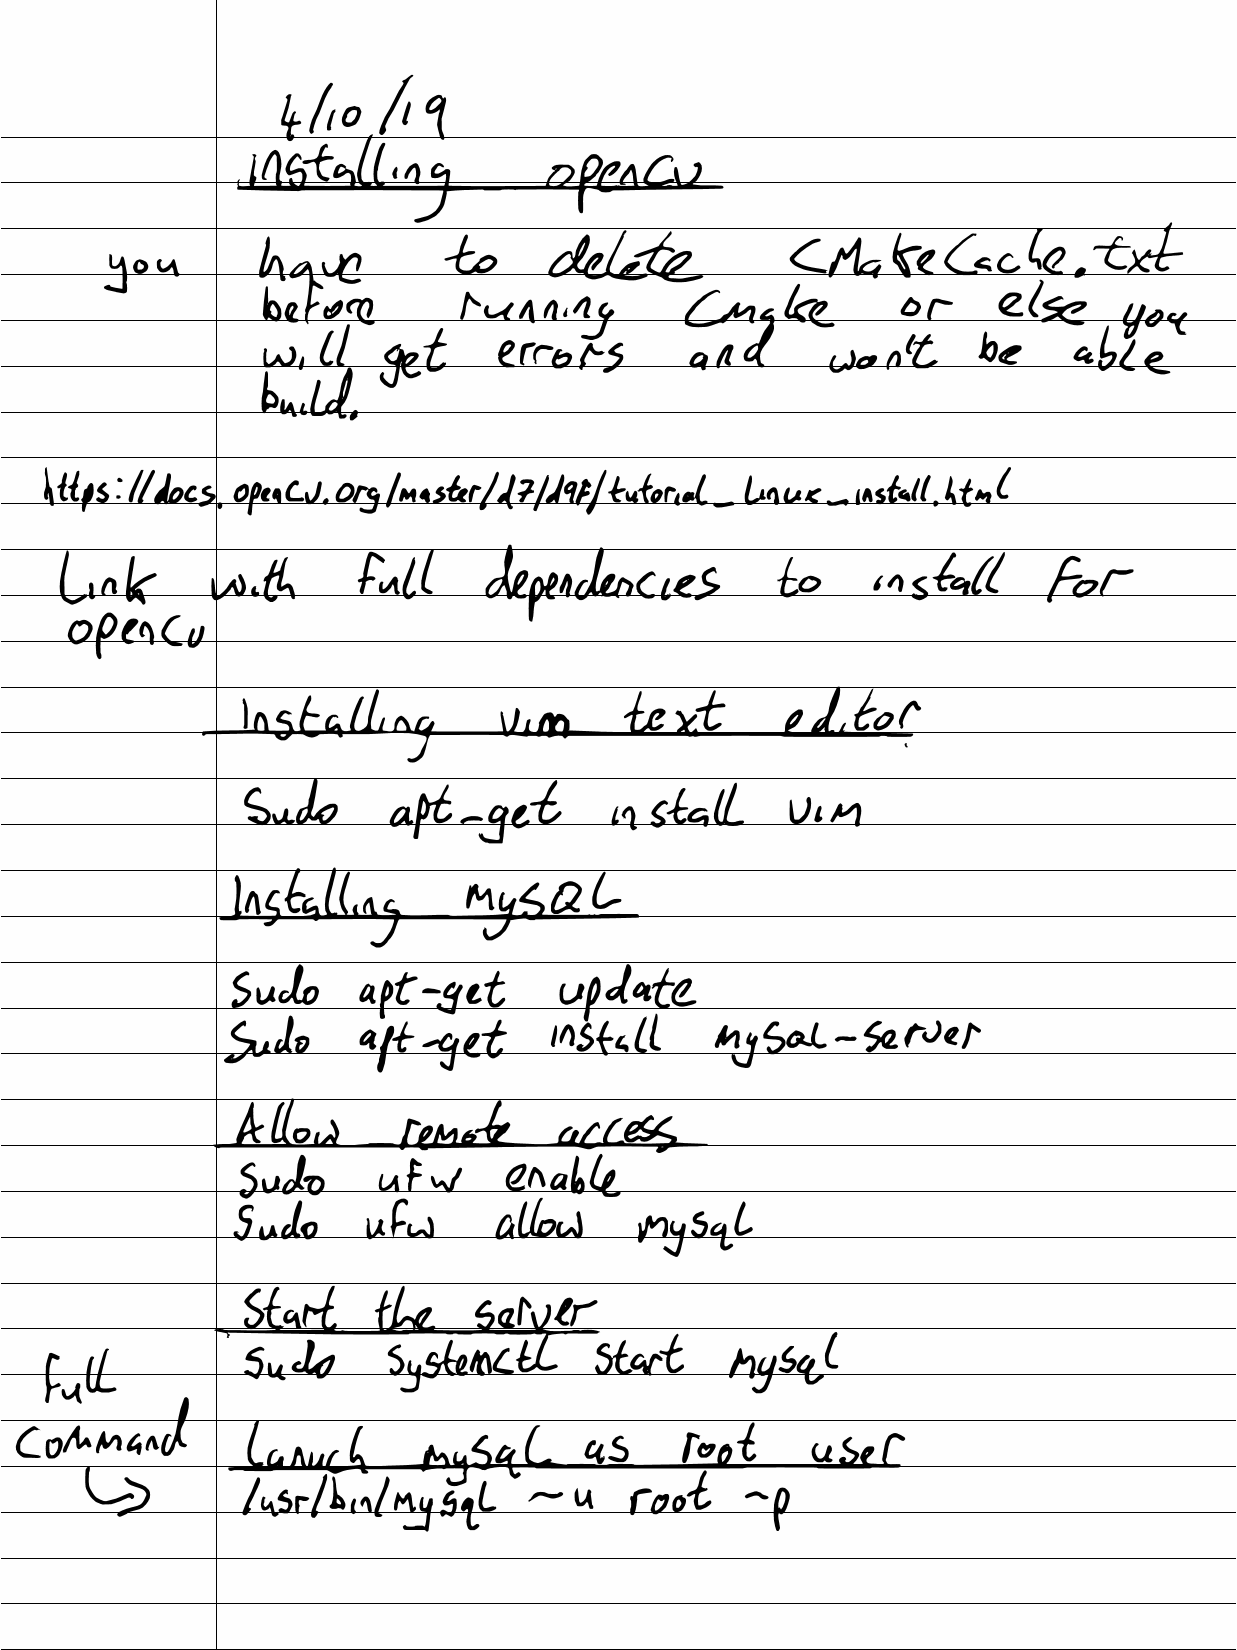 4/10/19
installing opencv
you have to delete CMakeCache.txt
before running Cmake or else you
will get errors and won't be able
build.
https://docs.opencv.org/master/d7/d9f/tutorial_linux_install.html
Link with full dependencies to install for
opencv
Installing vim text editor
Sudo apt-get install vim
Installing MySQL
Sudo apt-get update
Sudo apt-get install mysql-server
Allow remote access
Sudo ufw enable
Sudo ufw allow mysql
Start the server
Sudo systemctl start mysql
full
command
Lanuch mysql as root user
/usr/bin/mysql ~u root ~p